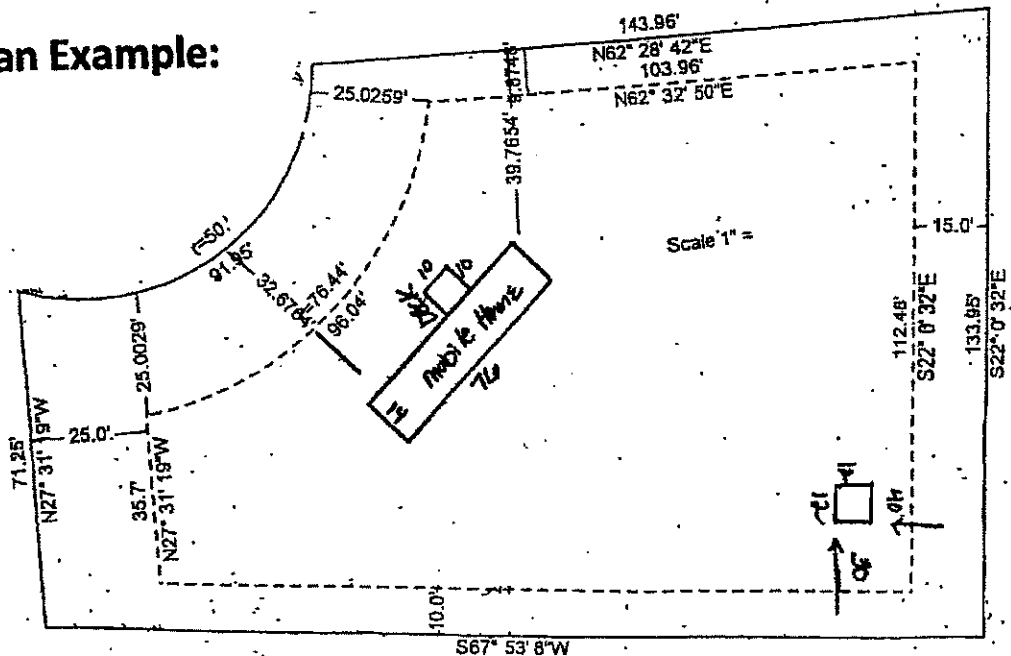 an Example:
143.96'
N62° 28' 42"E
103.96'
N62° 32' 50"E
25.0259'
39.7654'
Scale 1" =
15.0'
r=50.'
91.95'
=76.44'
96.04'
Deck
10
10
mobile Home
14
76
25.0029'
112.48'
S22° 0' 32"E
133.95'
S22° 0' 32"E
71.25'
N27° 31' 19"W
25.0'
35.7'
N27° 31' 19"W
12
10.0'
S67° 53' 8"W